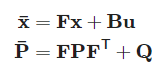 x̄ = Fx + Bu
P̄ = FPFᵀ + Q